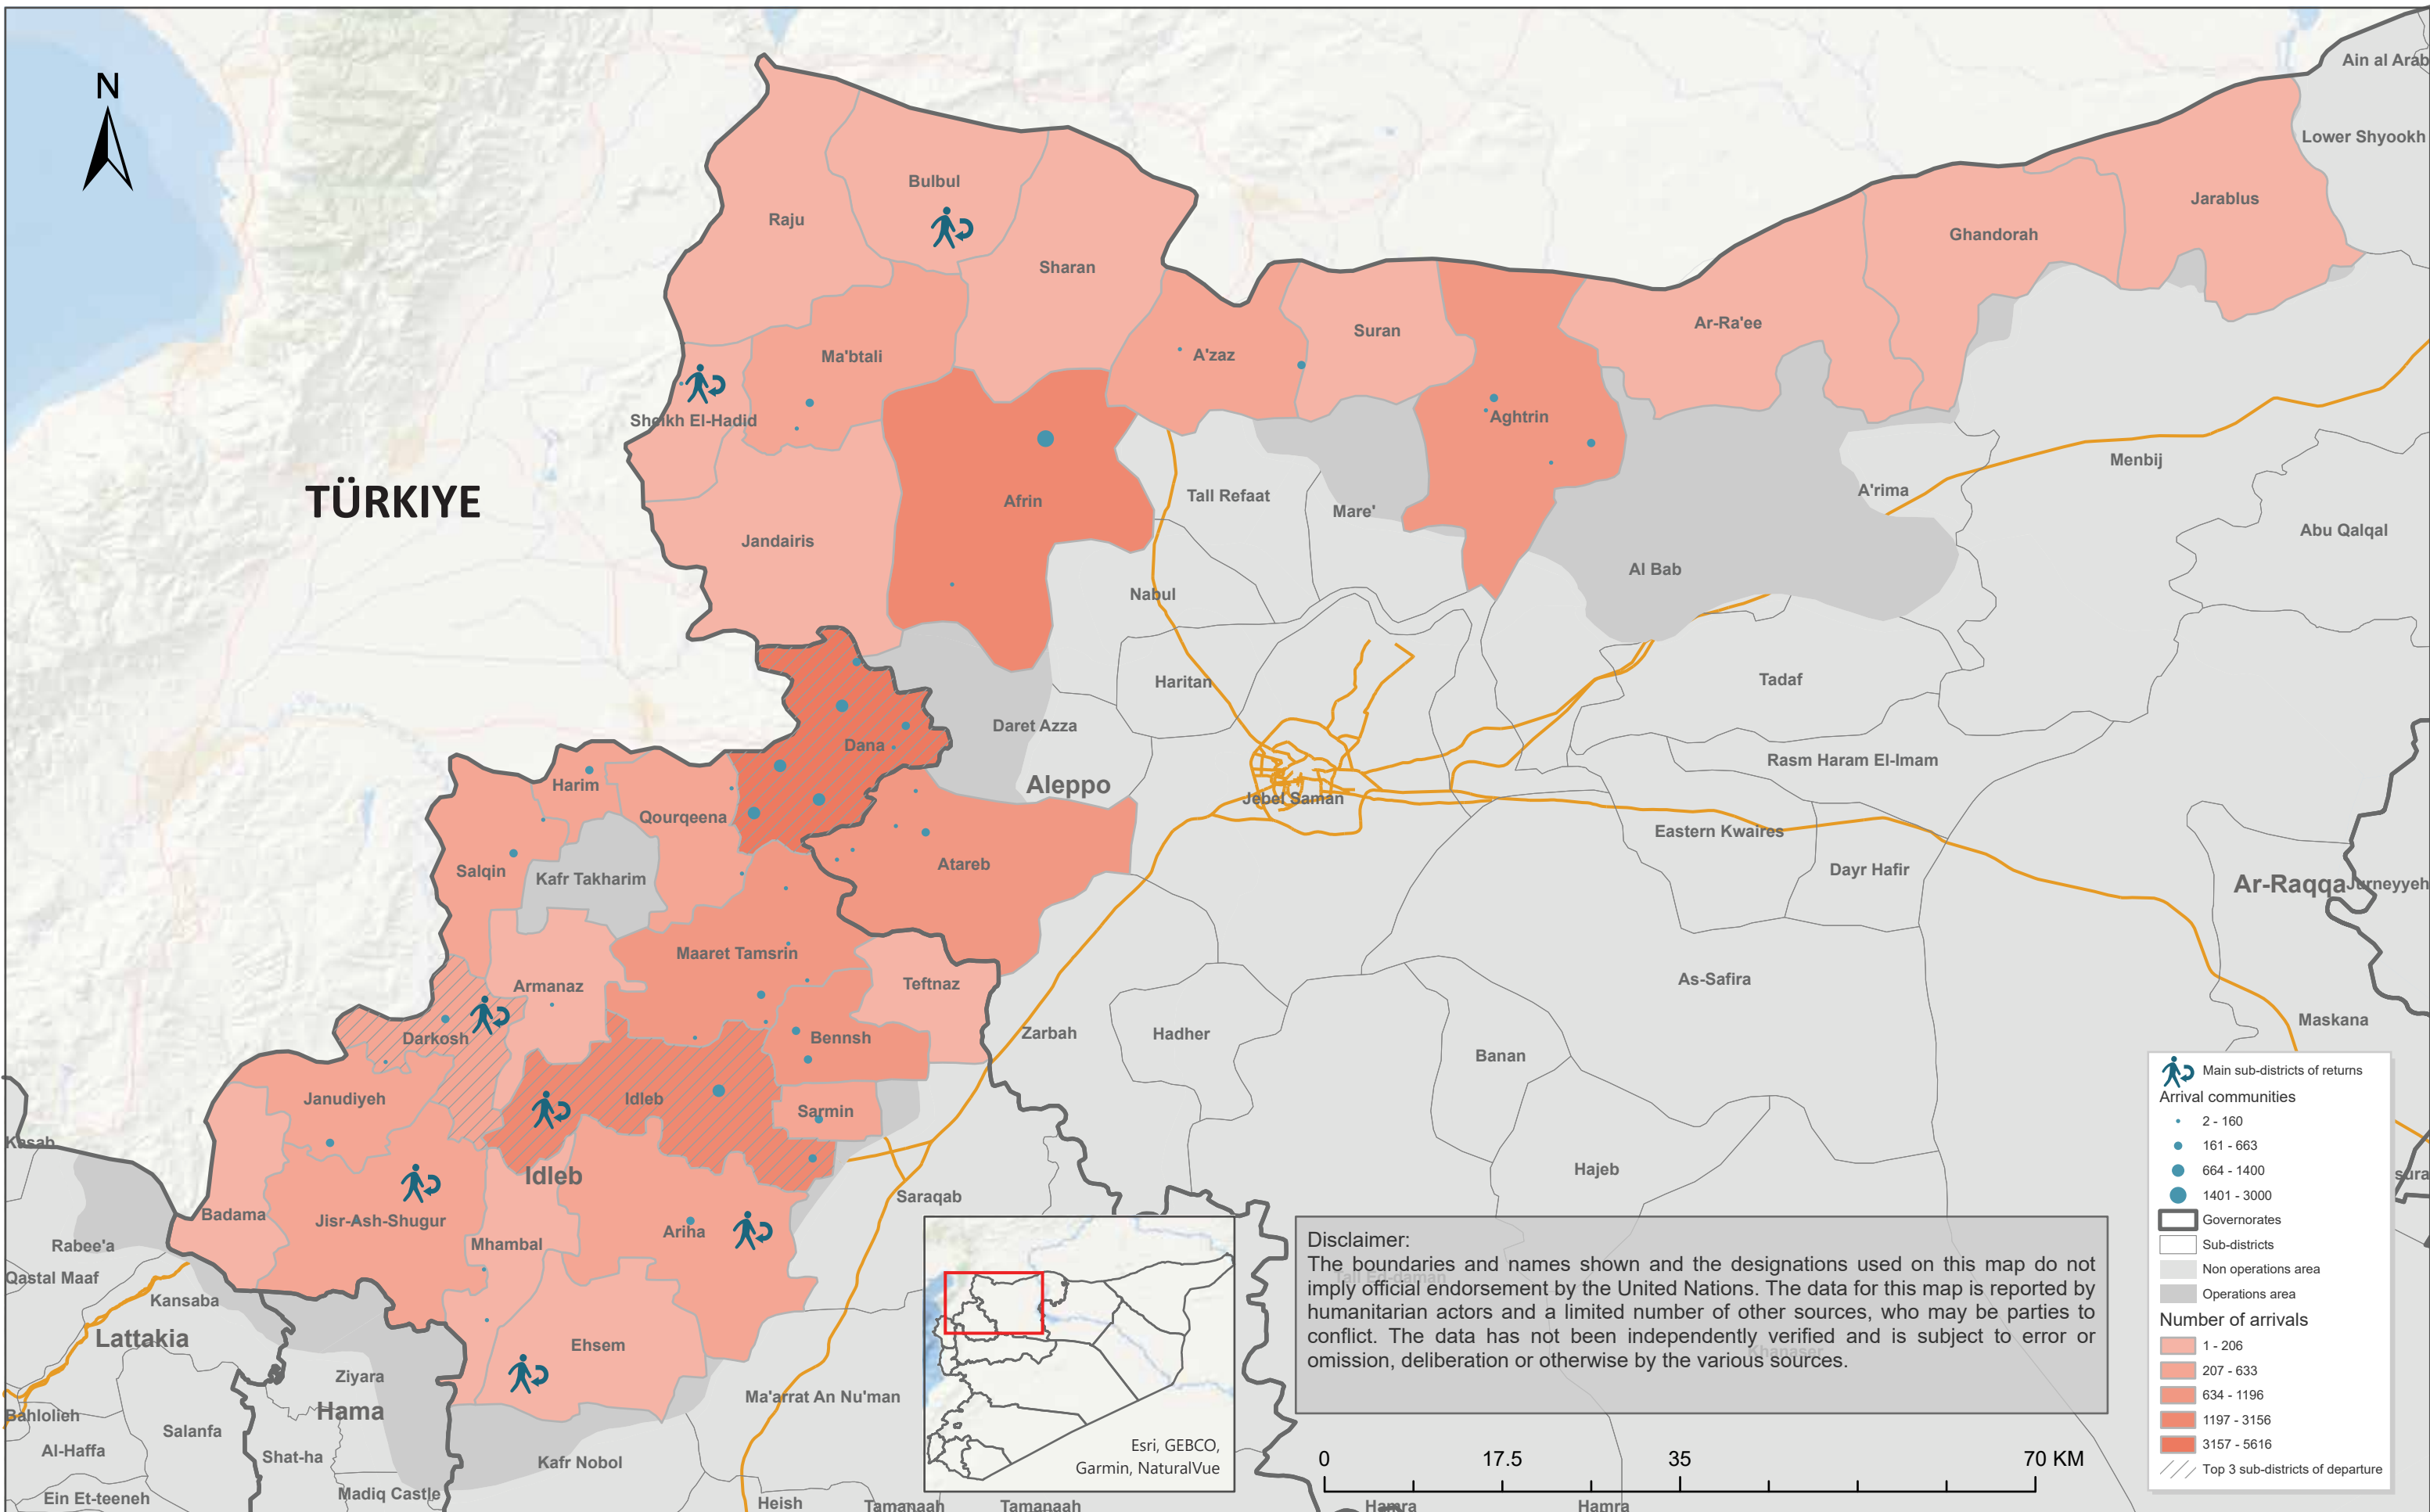 N
Ain al Arab
Lower Shyookh
Bulbul
Jarablus
Raju
Ghandorah
Sharan
Ar-Ra'ee
Suran
A'zaz
Ma'btali
Sheikh El-Hadid
Aghtrin
Menbij
TÜRKIYE
Afrin
Tall Refaat
A'rima
Mare'
Abu Qalqal
Jandairis
Al Bab
Nabul
Haritan
Tadaf
Daret Azza
Dana
Rasm Haram El-Imam
Harim
Aleppo
Jebel Saman
Qourqeena
Eastern Kwaires
Atareb
Salqin
Kafr Takharim
Dayr Hafir
Ar-Raqqa
Jurneyyeh
Maaret Tamsrin
As-Safira
Armanaz
Teftnaz
Maskana
Zarbah
Hadher
Darkosh
Bennsh
Banan
Janudiyeh
Idleb
Sarmin
Kasab
Hajeb
Idleb
Saraqab
Badama
Jisr-Ash-Shugur
Ariha
Mhambal
Rabee'a
Qastal Maaf
Kansaba
Lattakia
Ehsem
Ziyara
Ma'arrat An Nu'man
Hama
Bahlolieh
Salanfa
Al-Haffa
Shat-ha
Kafr Nobol
Madiq Castle
Ein Et-teeneh
Heish
Tamanaah
Tamanaah
Hamra
Hamra
Esri, GEBCO,
Garmin, NaturalVue
Disclaimer:
The boundaries and names shown and the designations used on this map do not
imply official endorsement by the United Nations. The data for this map is reported by
humanitarian actors and a limited number of other sources, who may be parties to
conflict. The data has not been independently verified and is subject to error or
omission, deliberation or otherwise by the various sources.
Khanaser
0 17.5 35 70 KM
Main sub-districts of returns
Arrival communities
2 - 160
161 - 663
664 - 1400
1401 - 3000
Governorates
Sub-districts
Non operations area
Operations area
Number of arrivals
1 - 206
207 - 633
634 - 1196
1197 - 3156
3157 - 5616
Top 3 sub-districts of departure